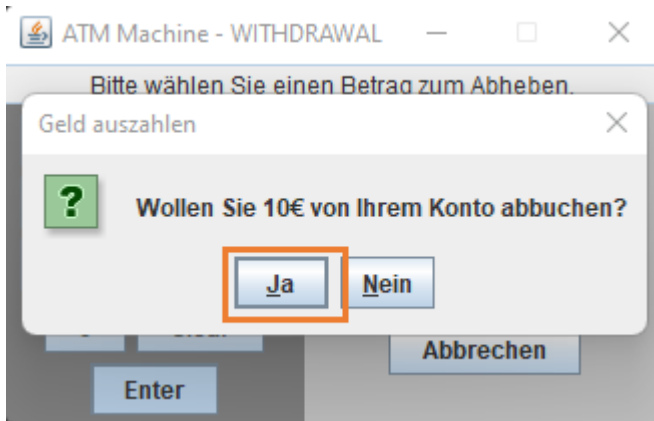 ATM Machine - WITHDRAWAL
Bitte wählen Sie einen Betrag zum Abheben.
Geld auszahlen
?
Wollen Sie 10€ von Ihrem Konto abbuchen?
Ja Nein
Abbrechen
Enter